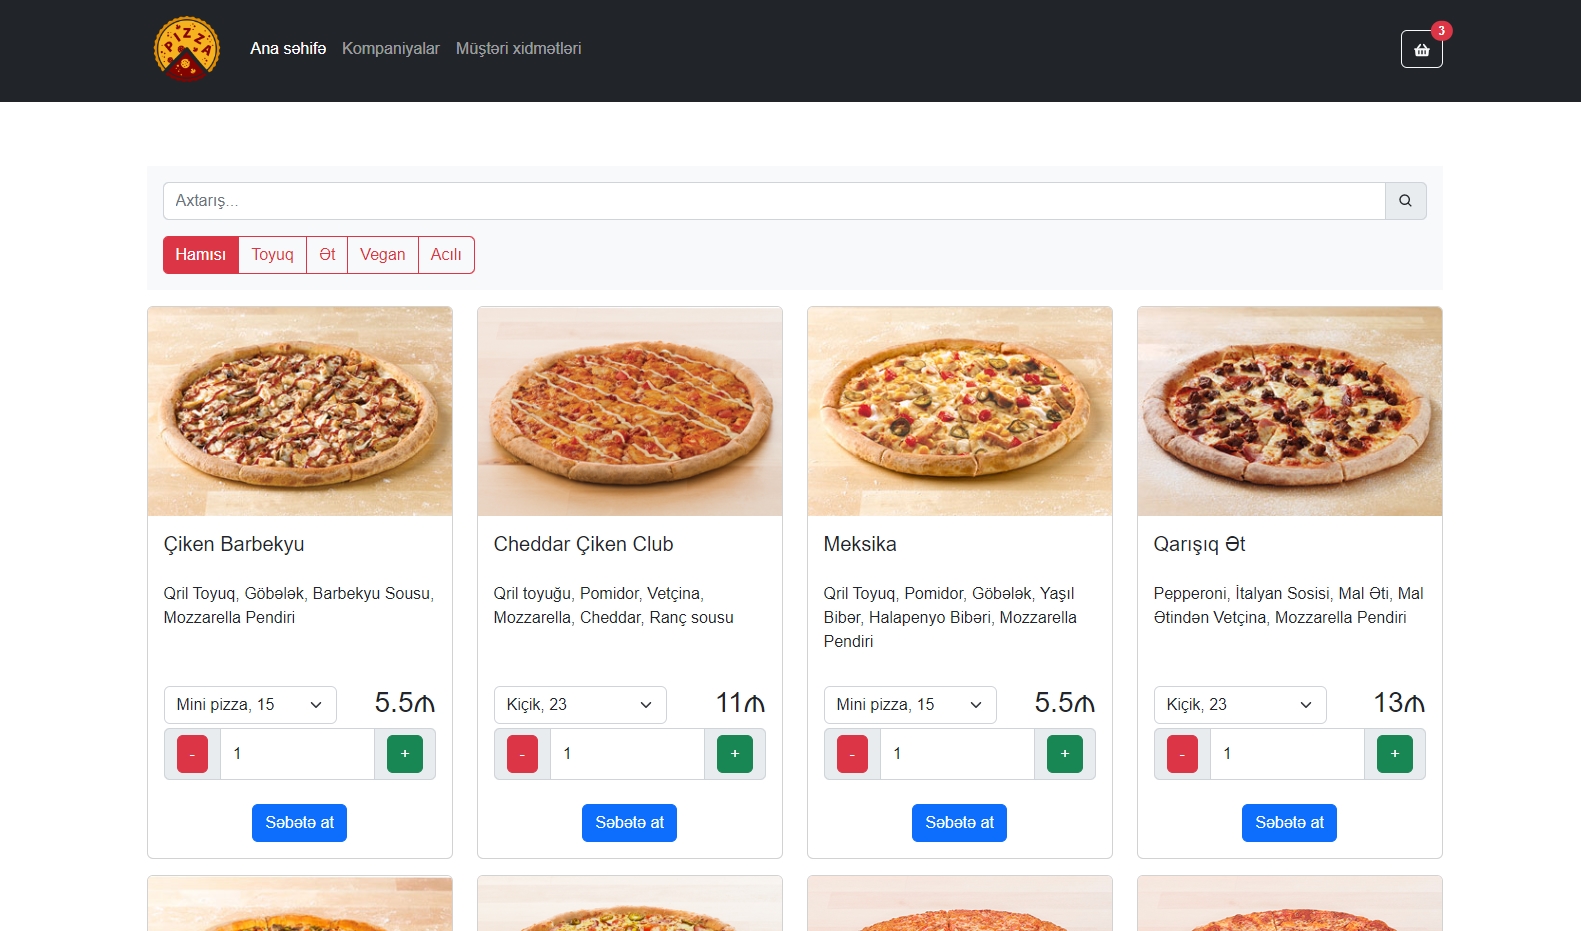 PIZZA
Ana səhifə Kompaniyalar Müştəri xidmətləri
3
Axtarış...
Hamısı Toyuq Ət Vegan Acılı
Çiken Barbekyu
Qril Toyuq, Göbələk, Barbekyu Sousu,
Mozzarella Pendiri
Mini pizza, 15 5.5₼
- 1 +
Səbətə at
Cheddar Çiken Club
Qril toyuğu, Pomidor, Vetçina,
Mozzarella, Cheddar, Ranç sousu
Kiçik, 23 11₼
- 1 +
Səbətə at
Meksika
Qril Toyuq, Pomidor, Göbələk, Yaşıl
Bibər, Halapenyo Bibəri, Mozzarella
Pendiri
Mini pizza, 15 5.5₼
- 1 +
Səbətə at
Qarışıq Ət
Pepperoni, İtalyan Sosisi, Mal Əti, Mal
Ətindən Vetçina, Mozzarella Pendiri
Kiçik, 23 13₼
- 1 +
Səbətə at